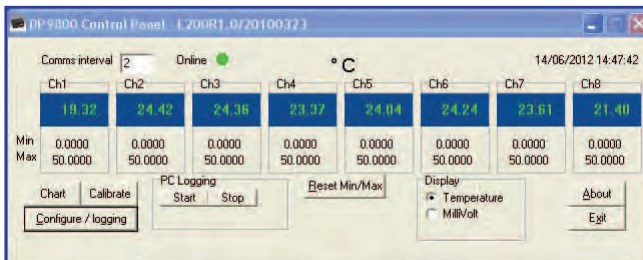 DP9800 Control Panel - L200R1.0/20100323
Comms interval 2 Online °C 14/06/2012 14:47:42
Ch1 Ch2 Ch3 Ch4 Ch5 Ch6 Ch7 Ch8
19.32 24.42 24.36 23.37 24.04 24.24 23.61 21.40
Min 0.0000 0.0000 0.0000 0.0000 0.0000 0.0000 0.0000 0.0000
Max 50.0000 50.0000 50.0000 50.0000 50.0000 50.0000 50.0000 50.0000
Chart Calibrate PC Logging Reset Min/Max Display About
Start Stop Temperature
Configure / logging MilliVolt Exit